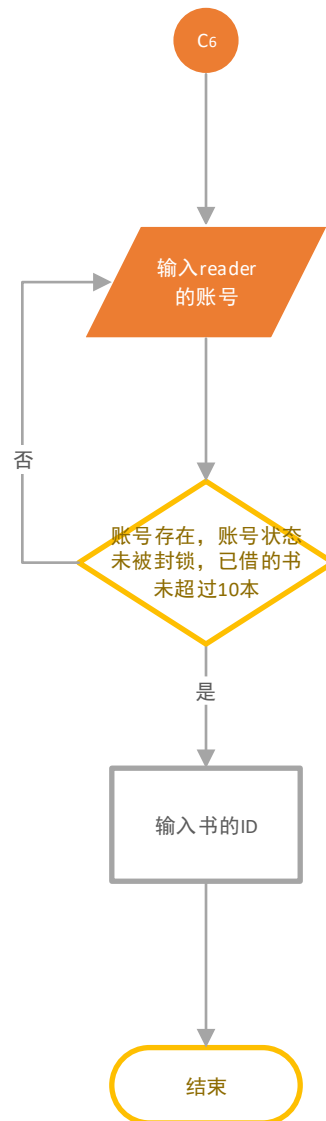 C6
输入reader
的账号
否
账号存在，账号状态
未被封锁，已借的书
未超过10本
是
输入书的ID
结束